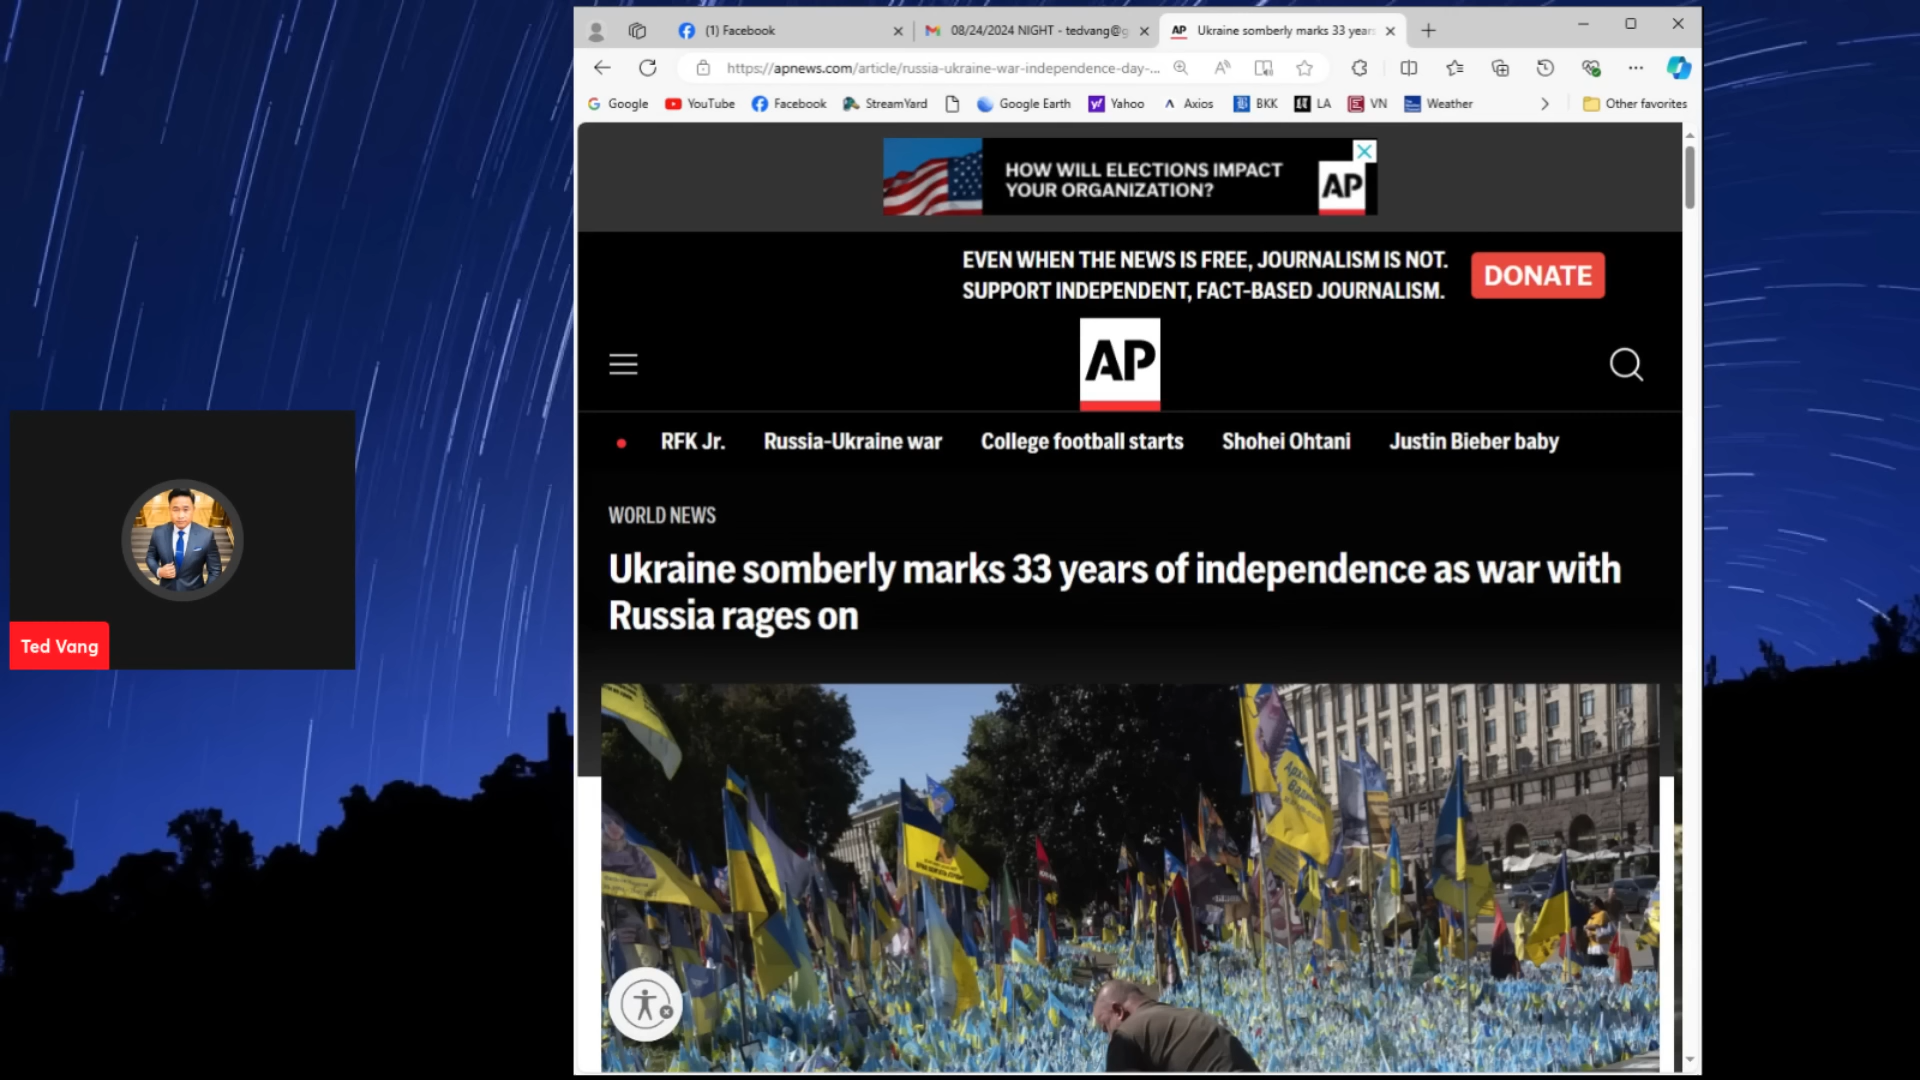 (1) Facebook
08/24/2024 NIGHT - tedvang@g
AP Ukraine somberly marks 33 year
https://apnews.com/article/russia-ukraine-war-independence-day-...
Google YouTube Facebook StreamYard Google Earth Yahoo Axios BKK LA VN Weather Other favorites
HOW WILL ELECTIONS IMPACT
YOUR ORGANIZATION?
AP
EVEN WHEN THE NEWS IS FREE, JOURNALISM IS NOT.
SUPPORT INDEPENDENT, FACT-BASED JOURNALISM.
DONATE
AP
RFK Jr. Russia-Ukraine war College football starts Shohei Ohtani Justin Bieber baby
WORLD NEWS
Ukraine somberly marks 33 years of independence as war with
Russia rages on
Ted Vang